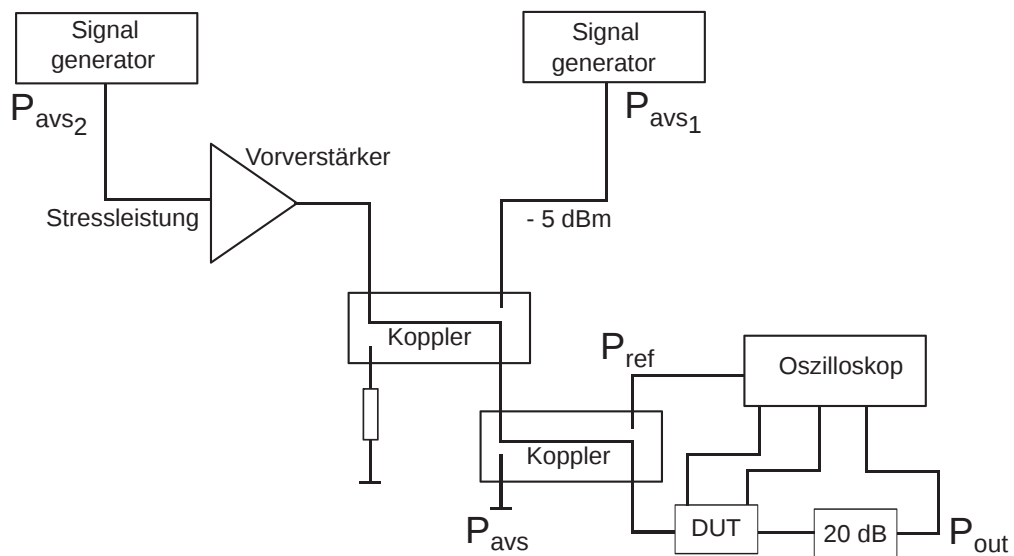 Signal
generator
Signal
generator
Pavs2
Pavs1
Vorverstärker
Stressleistung
- 5 dBm
Koppler
Pref
Oszilloskop
Koppler
Pavs
DUT
20 dB
Pout